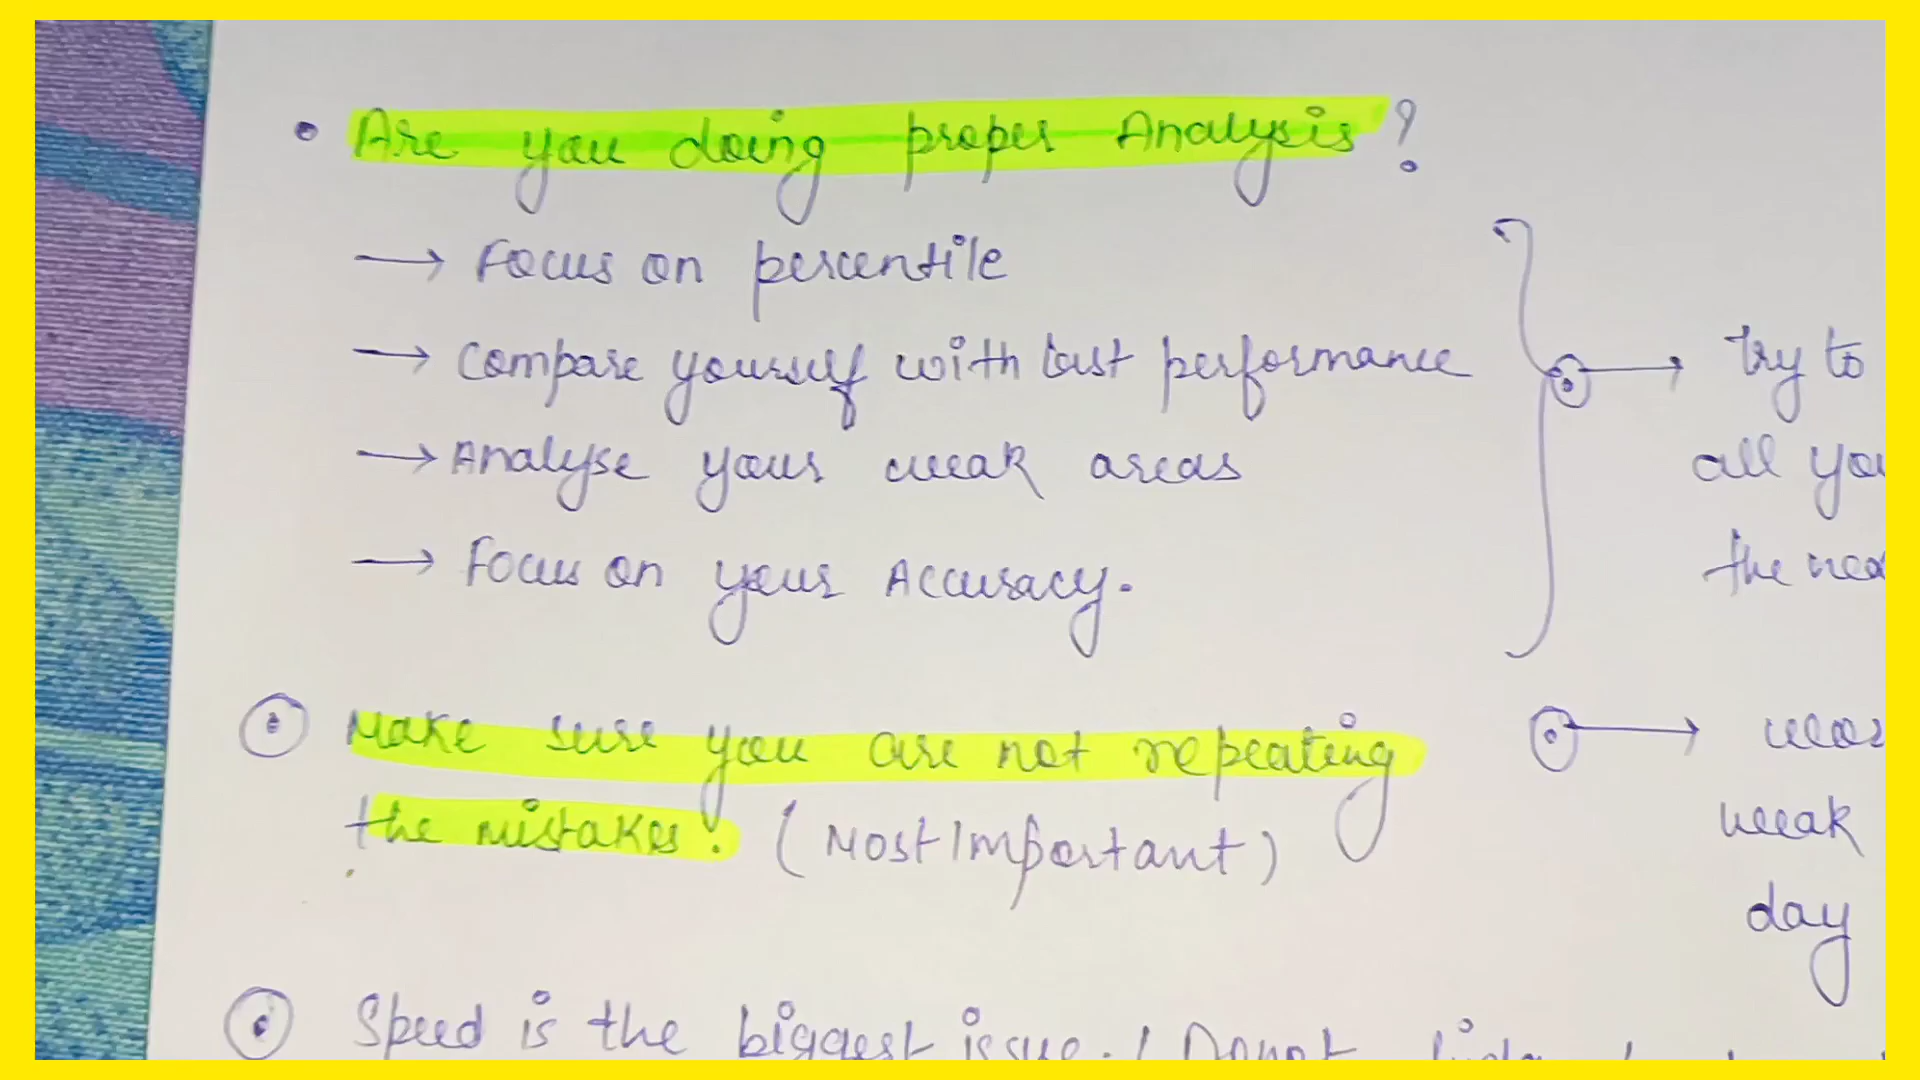 • Are you doing proper Analysis?
→ Focus on percentile
→ Compare yourself with last performance
→ Analyse your weak areas
→ Focus on your Accuracy.
→ Try to
all
the
Make sure you are not repeating
the mistakes. (Most Important)
→
weak
day
Speed is the biggest issue. ! Donot